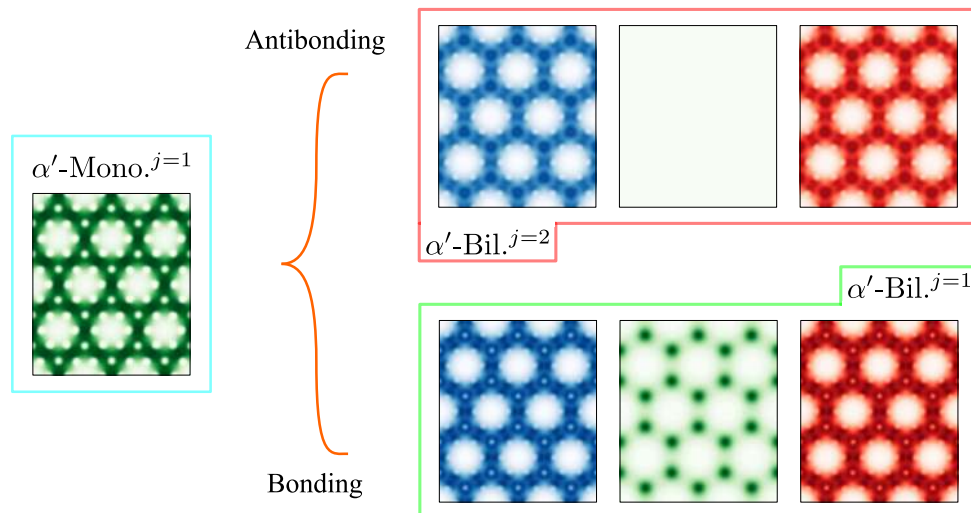 Antibonding
α′-Mono.ʲ⁼¹
α′-Bil.ʲ⁼²
α′-Bil.ʲ⁼¹
Bonding